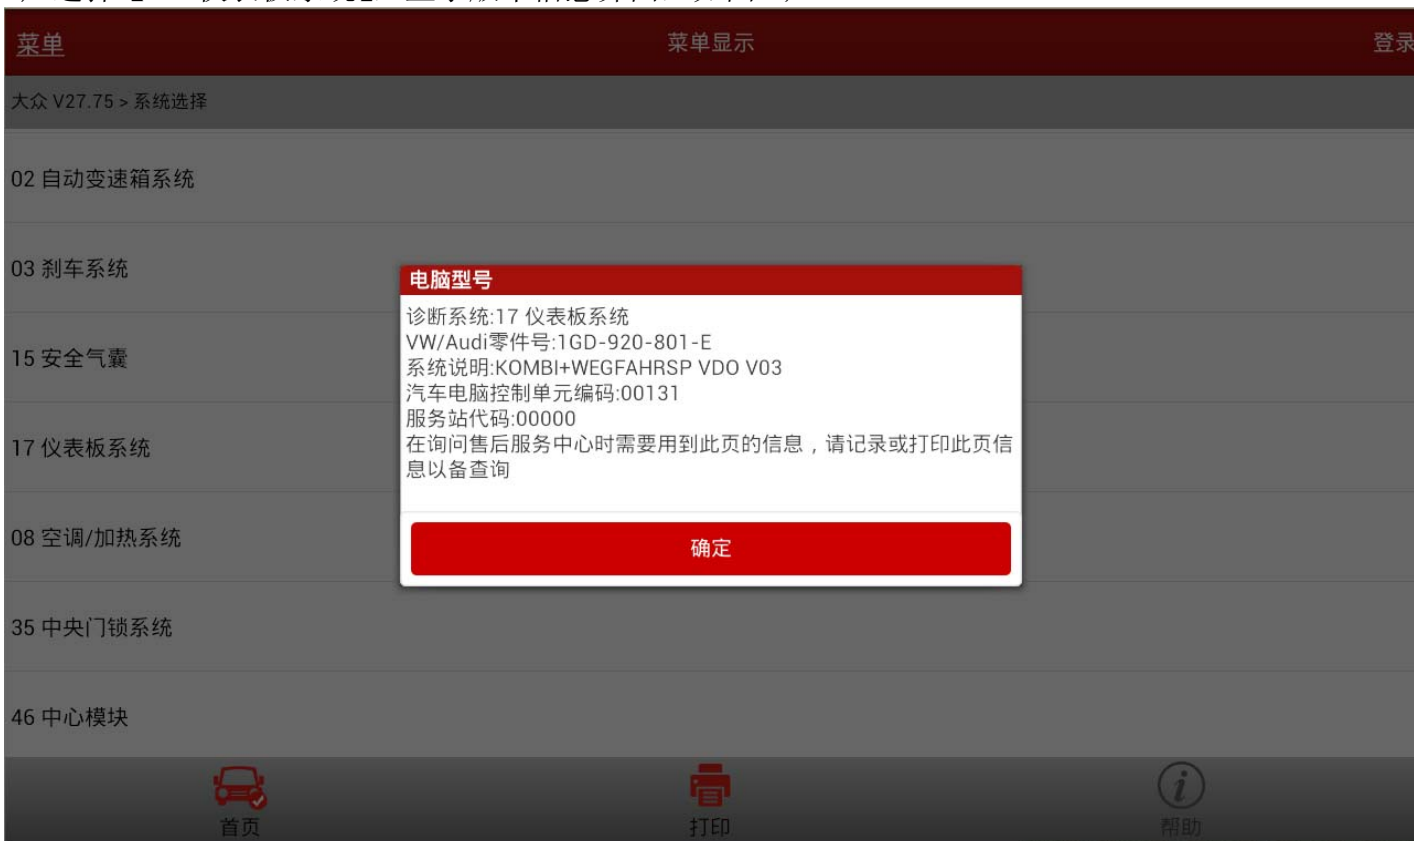 菜单
菜单显示
登录
大众 V27.75 > 系统选择
02 自动变速箱系统
03 刹车系统
15 安全气囊
17 仪表板系统
08 空调/加热系统
35 中央门锁系统
46 中心模块
电脑型号
诊断系统:17 仪表板系统
VW/Audi零件号:1GD-920-801-E
系统说明:KOMBI+WEGFAHRSP VDO V03
汽车电脑控制单元编码:00131
服务站代码:00000
在询问售后服务中心时需要用到此页的信息，请记录或打印此页信
息以备查询
确定
首页
打印
帮助